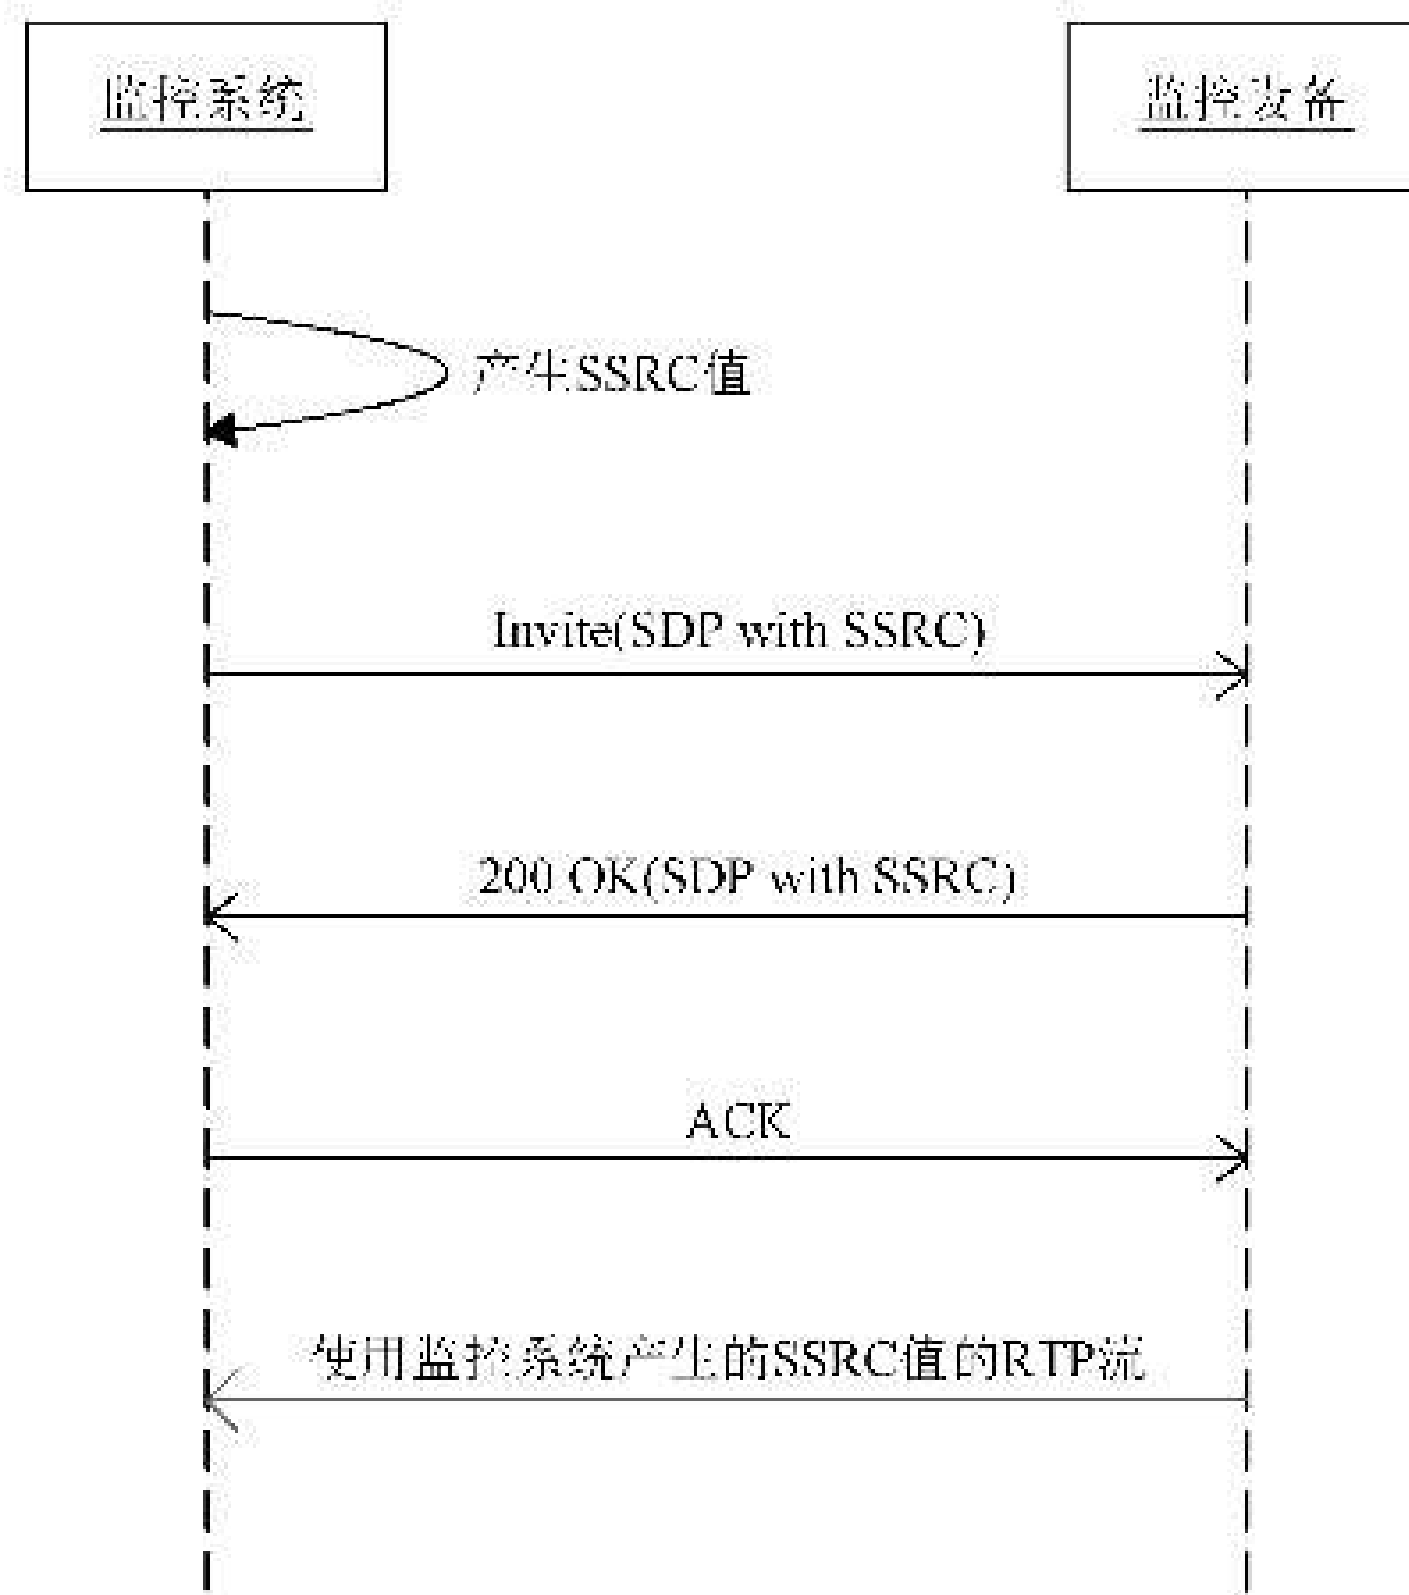 监控系统
监控设备
产生SSRC值
Invite(SDP with SSRC)
200 OK(SDP with SSRC)
ACK
使用监控系统产生的SSRC值的RTP流